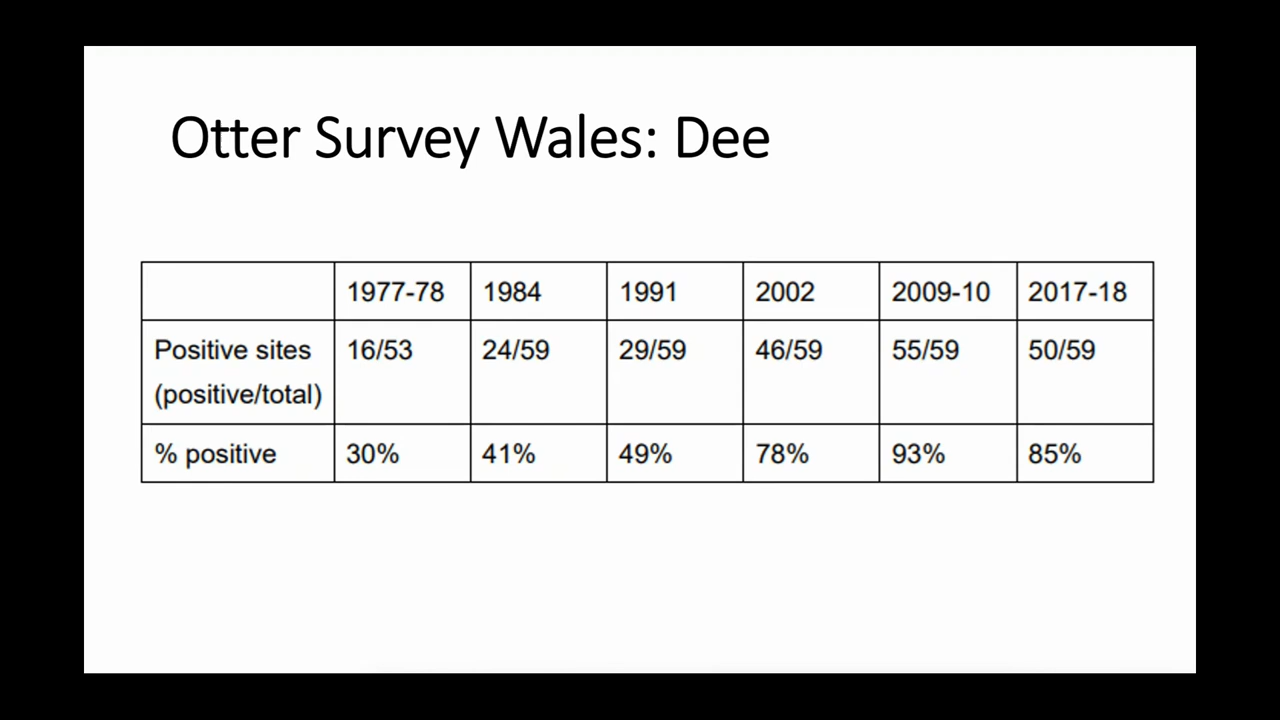 Otter Survey Wales: Dee
1977-78 1984 1991 2002 2009-10 2017-18
Positive sites 16/53 24/59 29/59 46/59 55/59 50/59
(positive/total)
% positive 30% 41% 49% 78% 93% 85%